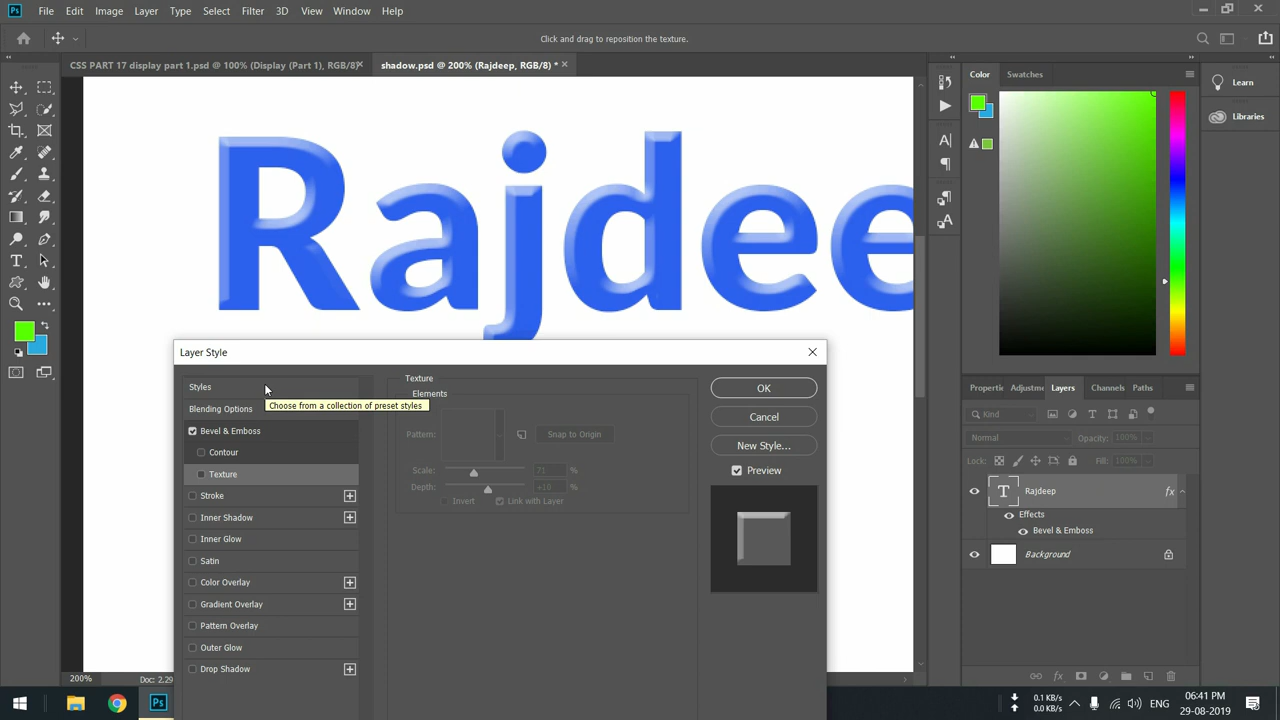 Ps File Edit Image Layer Type Select Filter 3D View Window Help
Click and drag to reposition the texture.
CSS PART 17 display part 1.psd @ 100% (Display (Part 1), RGB/8)
shadow.psd @ 200% (Rajdeep, RGB/8) *
Color Swatches
Learn
Libraries
Rajdee
Layer Style
Styles
Choose from a collection of preset styles
Blending Options
Bevel & Emboss
Contour
Texture
Stroke
Inner Shadow
Inner Glow
Satin
Color Overlay
Gradient Overlay
Pattern Overlay
Outer Glow
Drop Shadow
Texture
Elements
Pattern:
Snap to Origin
Scale: 71 %
Depth: +10 %
Invert Link with Layer
OK
Cancel
New Style...
Preview
Properti Adjustme Layers Channels Paths
Kind
Normal Opacity: 100%
Lock: Fill: 100%
T Rajdeep fx
Effects
Bevel & Emboss
Background
200% Doc: 2.29
fx
Ps
0.1 KB/s
0.0 KB/s
ENG
06:41 PM
29-08-2019